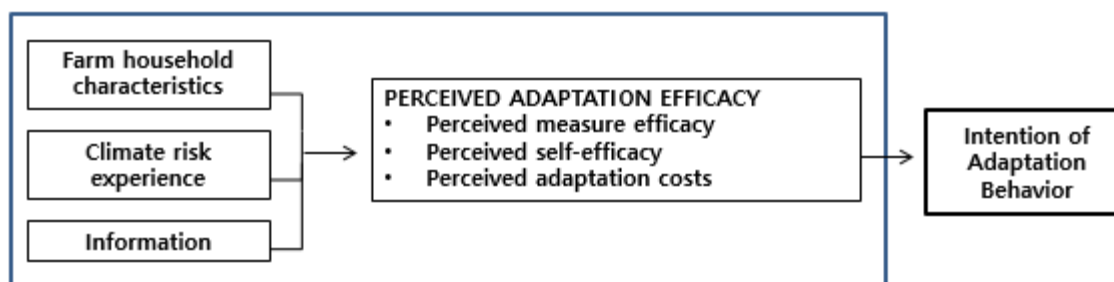 Farm household
characteristics
Climate risk
experience
Information
PERCEIVED ADAPTATION EFFICACY
• Perceived measure efficacy
• Perceived self-efficacy
• Perceived adaptation costs
Intention of
Adaptation
Behavior